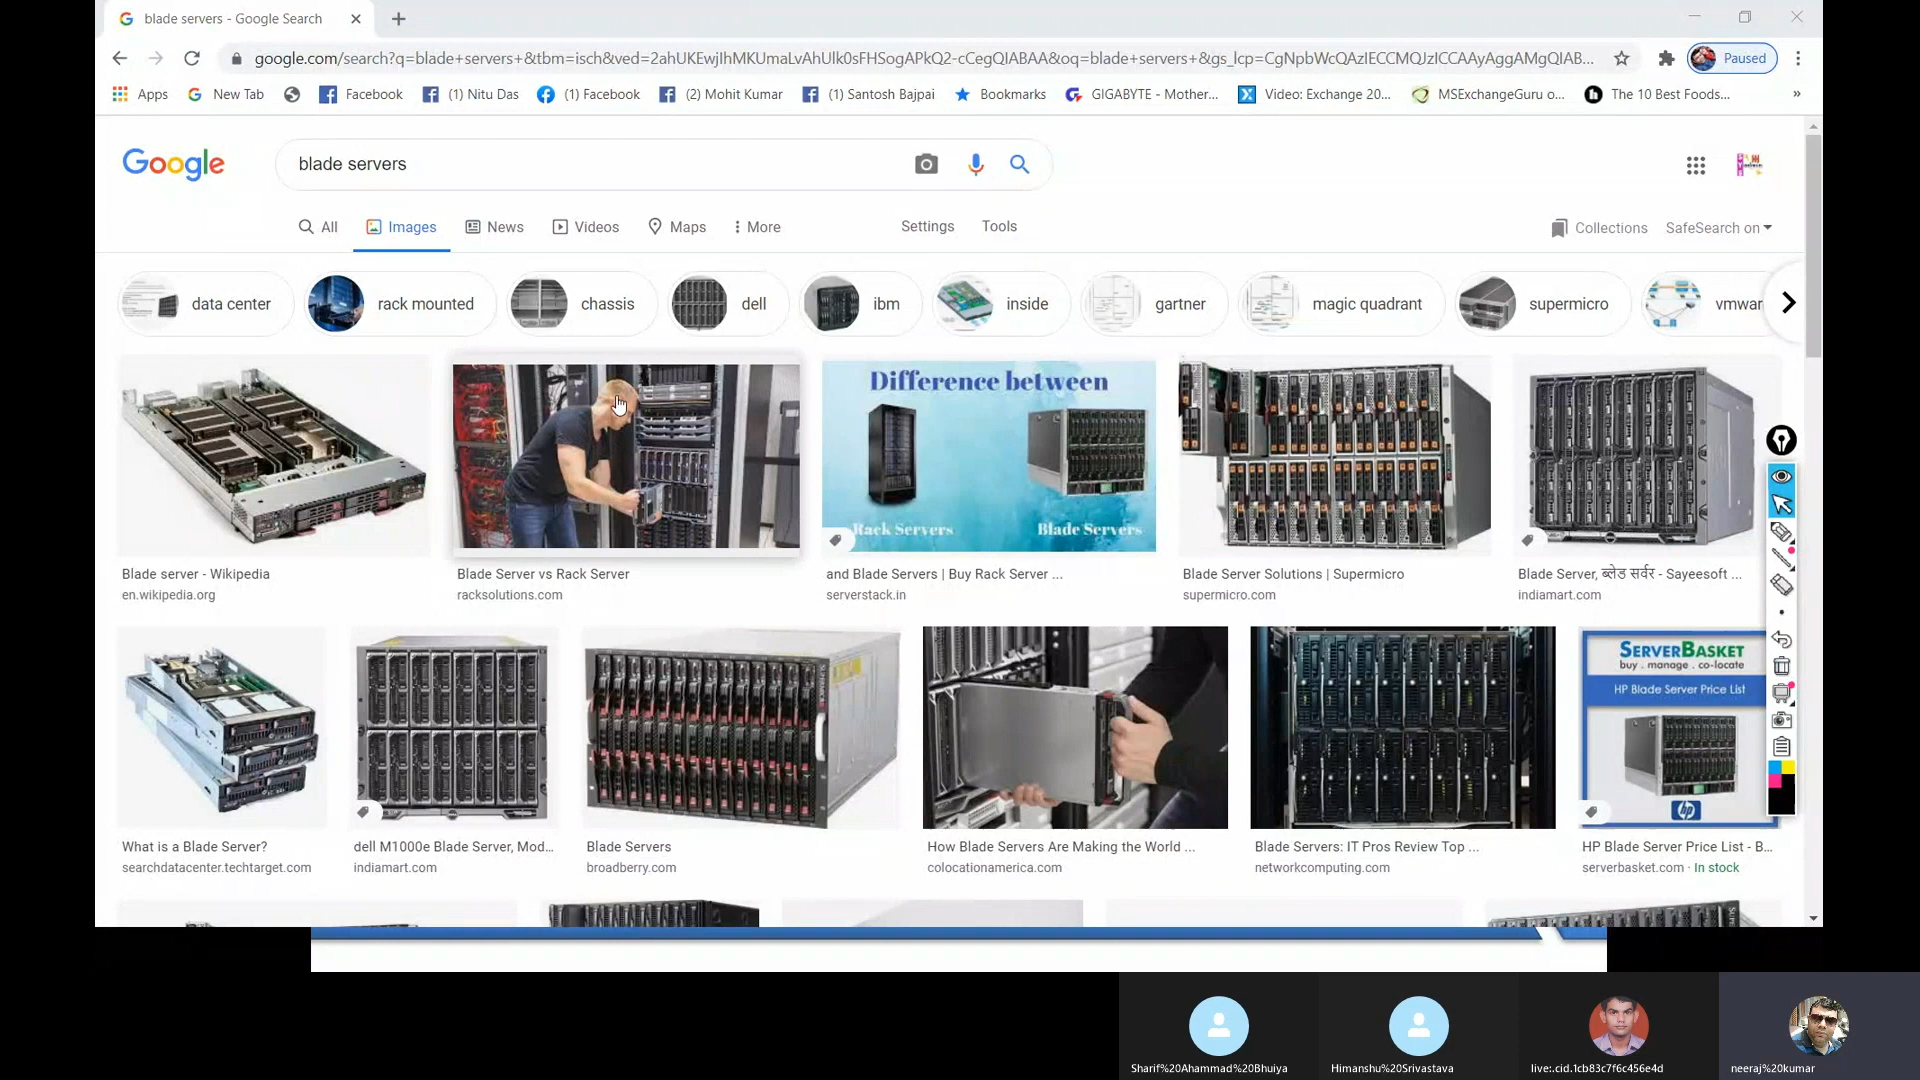 blade servers - Google Search
google.com/search?q=blade+servers+&tbm=isch&ved=2ahUKEwjIhMKUmaLvAhUlk0sFHSogAPkQ2-cCegQIABAA&oq=blade+servers+&gs_lcp=CgNpbWcQAzIECCMQJzICCAAyAggAMgQIAB...
Paused
Apps
New Tab
Facebook
(1) Nitu Das
(1) Facebook
(2) Mohit Kumar
(1) Santosh Bajpai
Bookmarks
GIGABYTE - Mother...
Video: Exchange 20...
MSExchangeGuru o...
The 10 Best Foods...
»
Google
blade servers
All
Images
News
Videos
Maps
More
Settings
Tools
Collections
SafeSearch on
data center
rack mounted
chassis
dell
ibm
inside
gartner
magic quadrant
supermicro
vmwar
Difference between
Rack Servers
Blade Servers
Blade server - Wikipedia
en.wikipedia.org
Blade Server vs Rack Server
racksolutions.com
and Blade Servers | Buy Rack Server ...
serverstack.in
Blade Server Solutions | Supermicro
supermicro.com
Blade Server, ब्लेड सर्वर - Sayeesoft ...
indiamart.com
SERVERBASKET
buy . manage . co-locate
HP Blade Server Price List
hp
What is a Blade Server?
searchdatacenter.techtarget.com
dell M1000e Blade Server, Mod...
indiamart.com
Blade Servers
broadberry.com
How Blade Servers Are Making the World ...
colocationamerica.com
Blade Servers: IT Pros Review Top ...
networkcomputing.com
HP Blade Server Price List - B...
serverbasket.com · In stock
Sharif%20Ahammad%20Bhuiya
Himanshu%20Srivastava
live:.cid.1cb83c7f6c456e4d
neeraj%20kumar